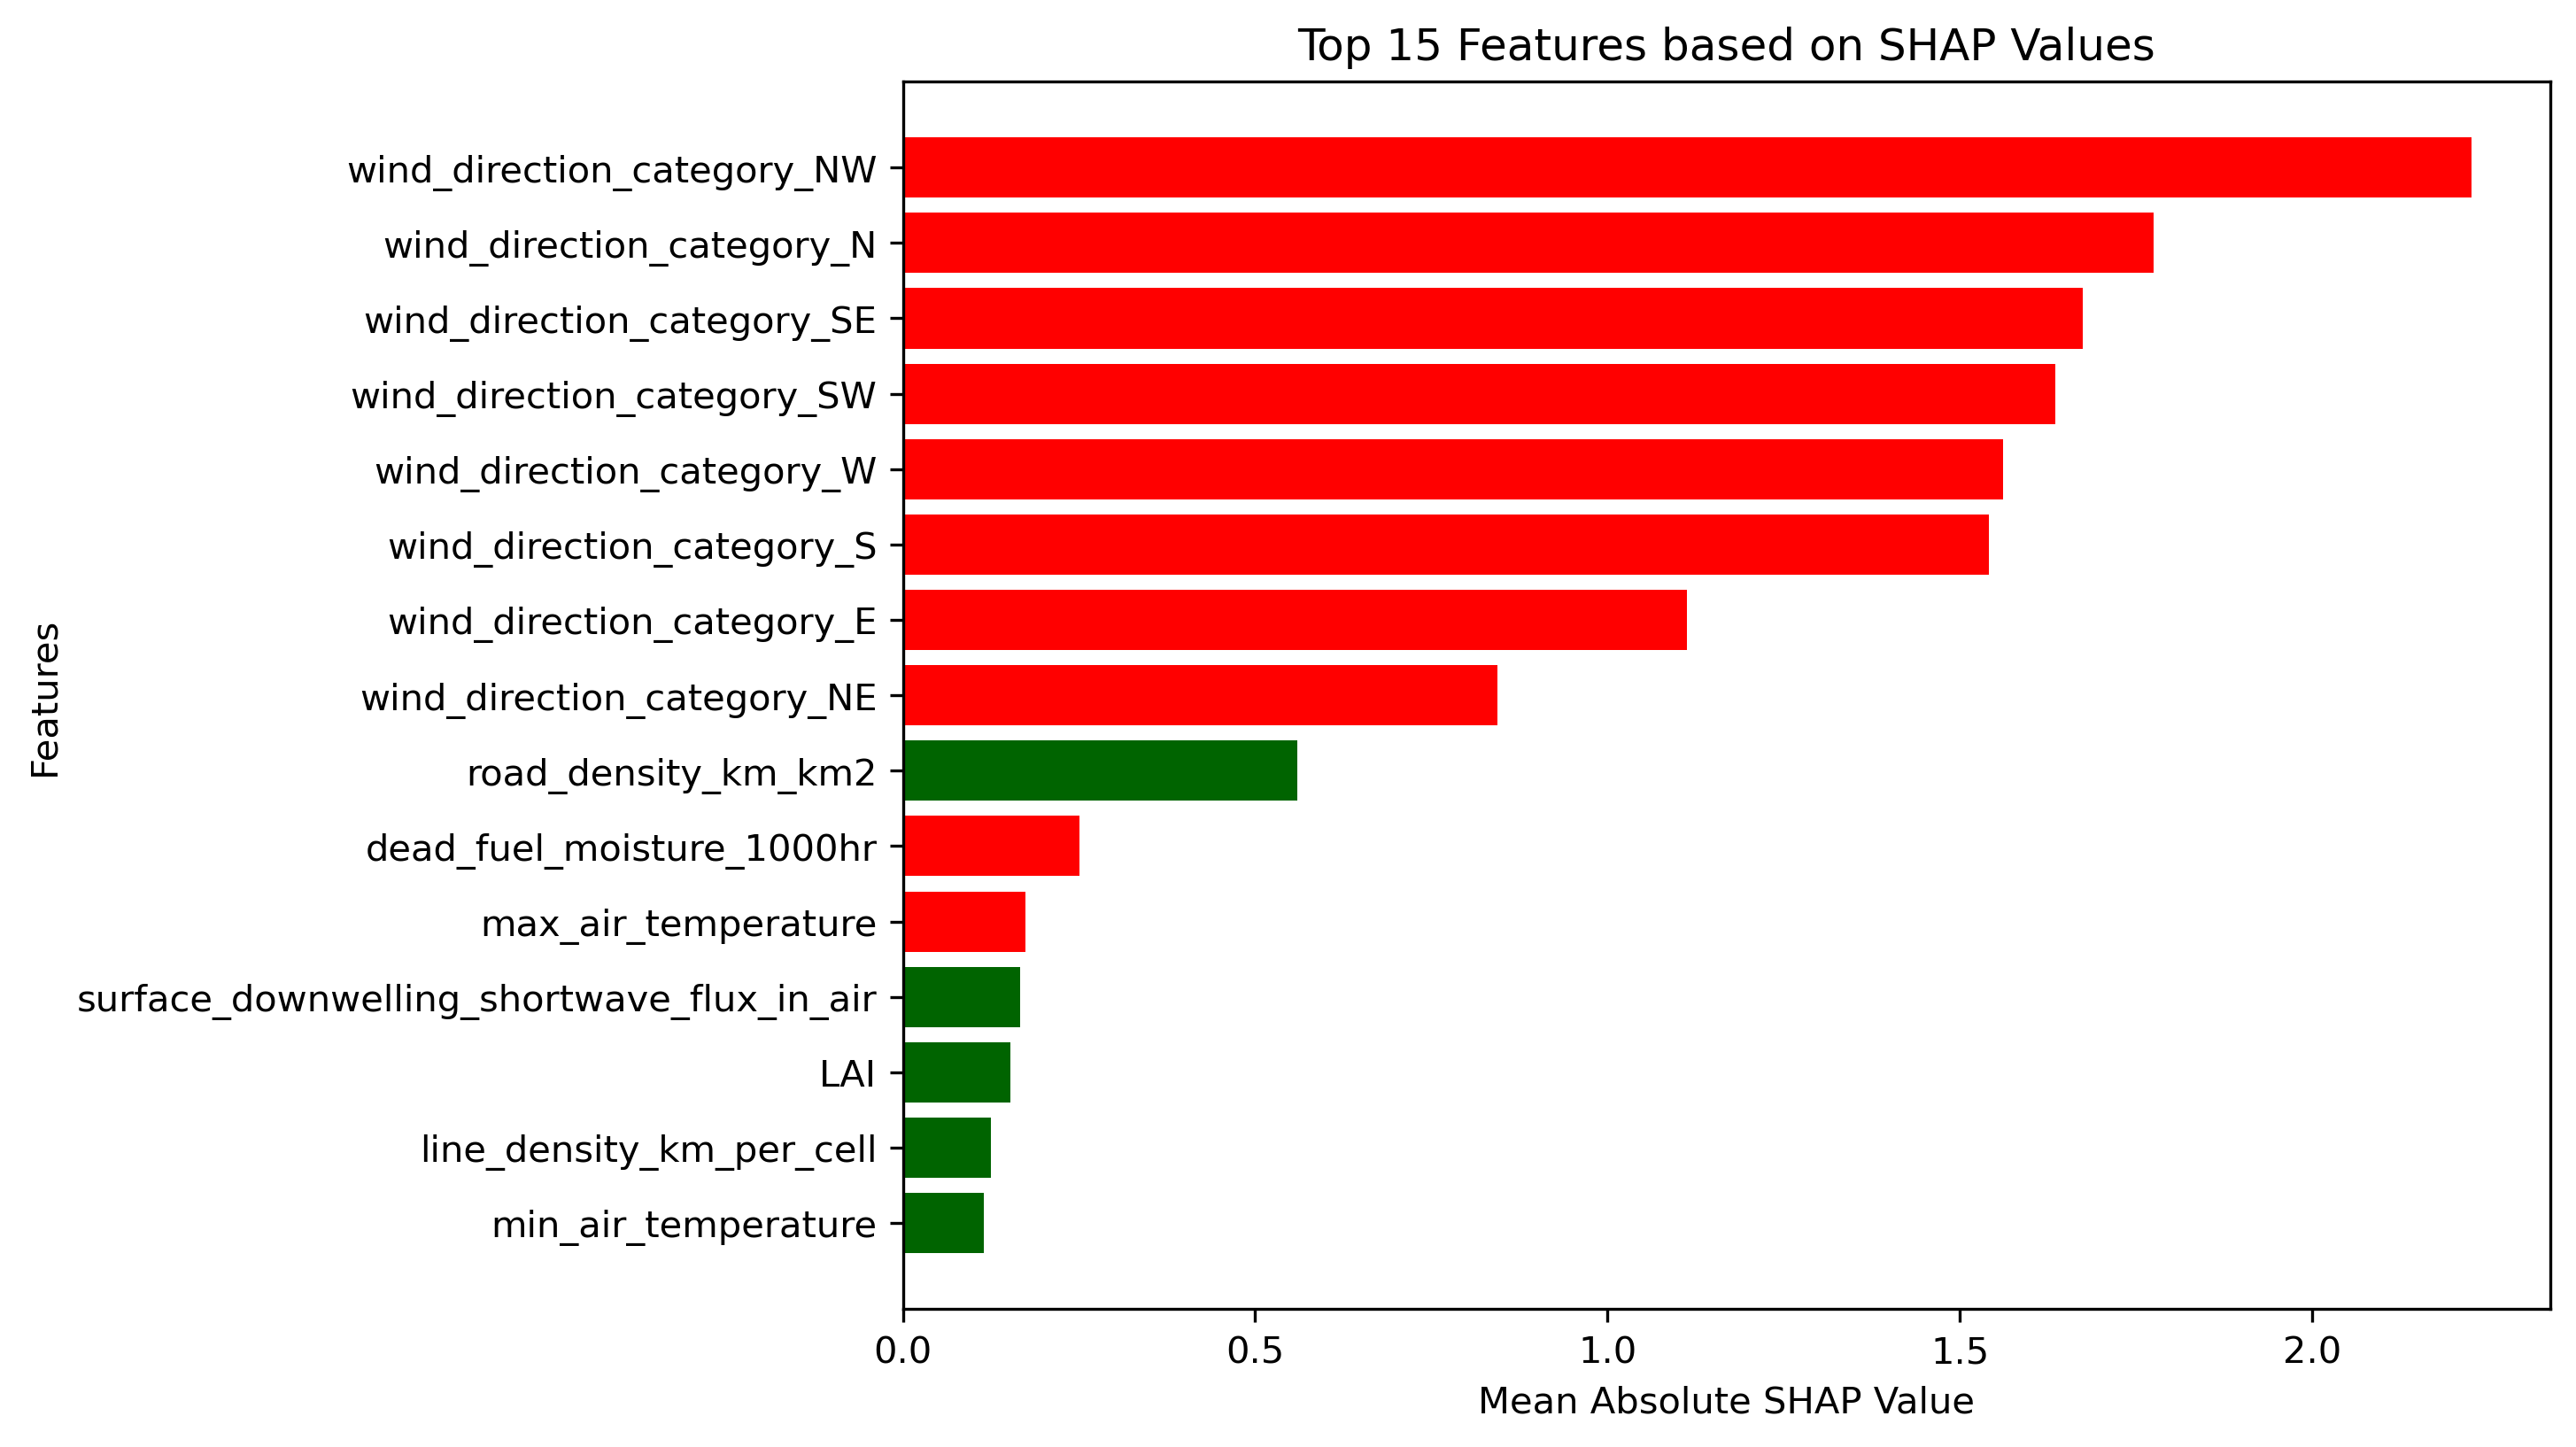 Top 15 Features based on SHAP Values
wind_direction_category_NW
wind_direction_category_N
wind_direction_category_SE
wind_direction_category_SW
wind_direction_category_W
wind_direction_category_S
wind_direction_category_E
wind_direction_category_NE
road_density_km_km2
dead_fuel_moisture_1000hr
max_air_temperature
surface_downwelling_shortwave_flux_in_air
LAI
line_density_km_per_cell
min_air_temperature
Features
0.0 0.5 1.0 1.5 2.0
Mean Absolute SHAP Value